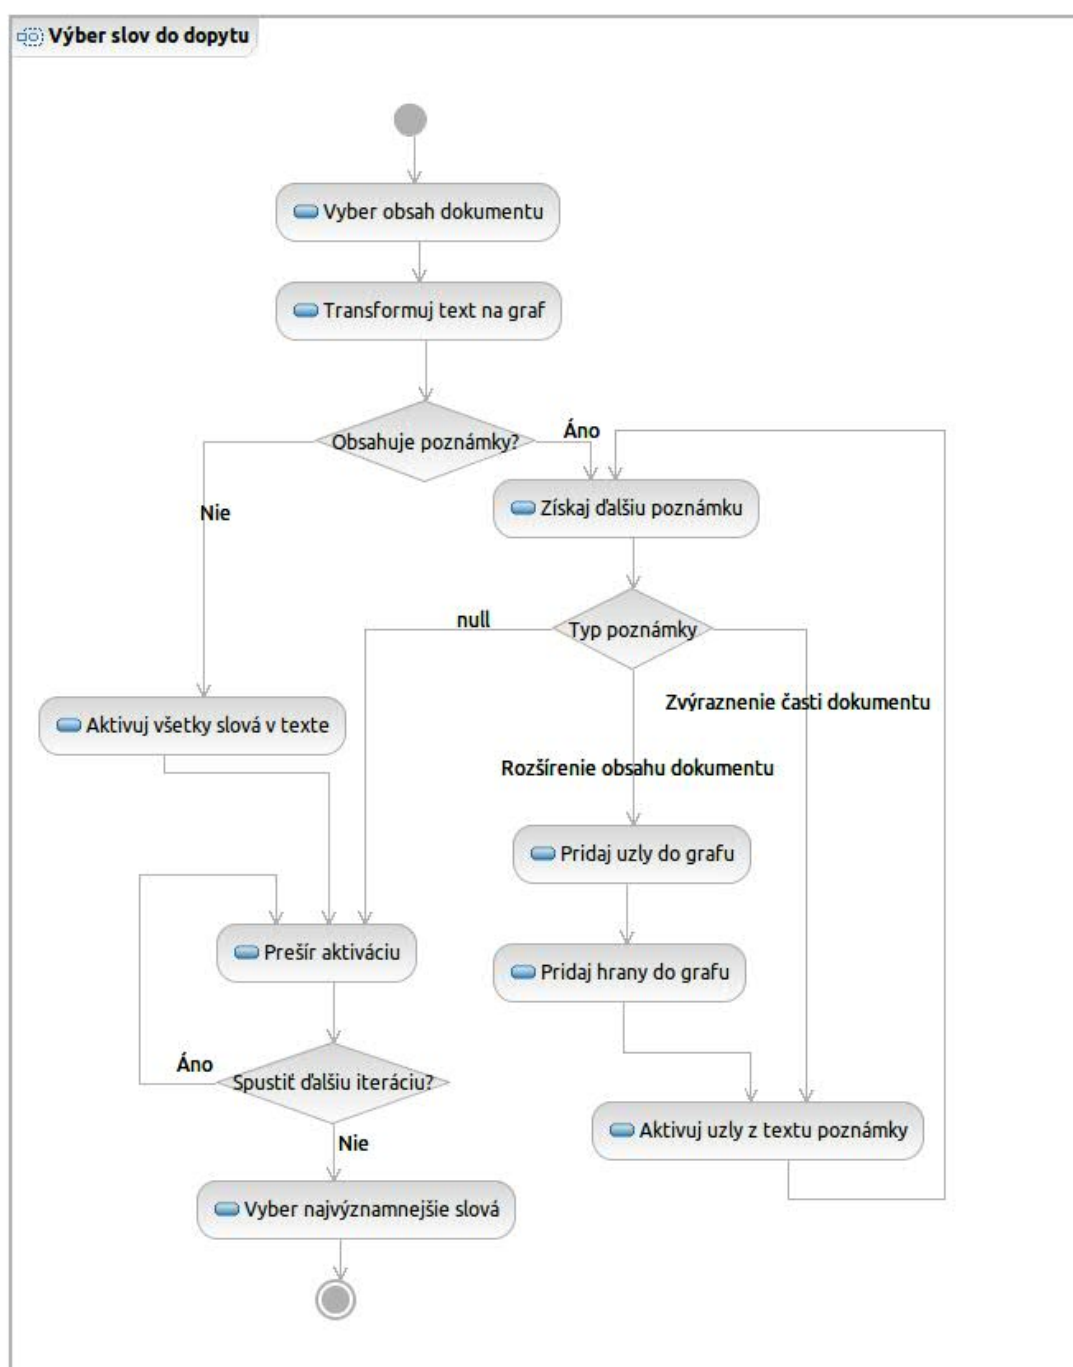 Výber slov do dopytu
Vyber obsah dokumentu
Transformuj text na graf
Obsahuje poznámky?
Áno
Nie
Získaj ďalšiu poznámku
null
Typ poznámky
Zvýraznenie časti dokumentu
Aktivuj všetky slová v texte
Rozšírenie obsahu dokumentu
Pridaj uzly do grafu
Prešír aktiváciu
Pridaj hrany do grafu
Áno
Spustiť ďalšiu iteráciu?
Aktivuj uzly z textu poznámky
Nie
Vyber najvýznamnejšie slová